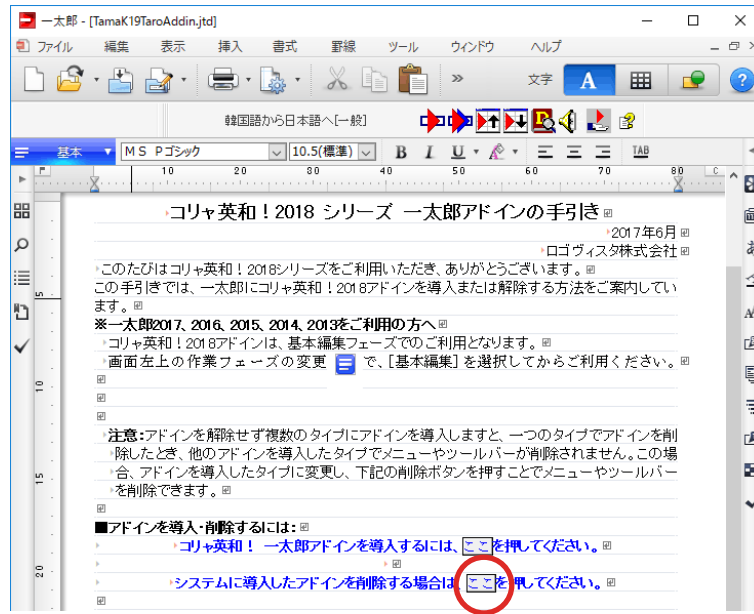 一太郎 - [TamaK19TaroAddin.jtd]
ファイル 編集 表示 挿入 書式 罫線 ツール ウィンドウ ヘルプ
文字 A
韓国語から日本語へ[一般]
基本 MS Pゴシック 10.5(標準) B I U TAB
10 20 30 40 50 60 70 80
コリャ英和！2018 シリーズ 一太郎アドインの手引き
2017年6月
ロゴヴィスタ株式会社
このたびはコリャ英和！2018シリーズをご利用いただき、ありがとうございます。
この手引きでは、一太郎にコリャ英和！2018アドインを導入または解除する方法をご案内してい
ます。
※一太郎2017、2016、2015、2014、2013をご利用の方へ
コリャ英和！2018アドインは、基本編集フェーズでのご利用となります。
画面左上の作業フェーズの変更 で、[基本編集] を選択してからご利用ください。
注意：アドインを解除せず複数のタイプにアドインを導入しますと、一つのタイプでアドインを削
除したとき、他のアドインを導入したタイプでメニューやツールバーが削除されません。この場
合、アドインを導入したタイプに変更し、下記の削除ボタンを押すことでメニューやツールバー
を削除できます。
■アドインを導入・削除するには：
コリャ英和！ 一太郎アドインを導入するには、ここを押してください。
システムに導入したアドインを削除する場合は、ここを押してください。